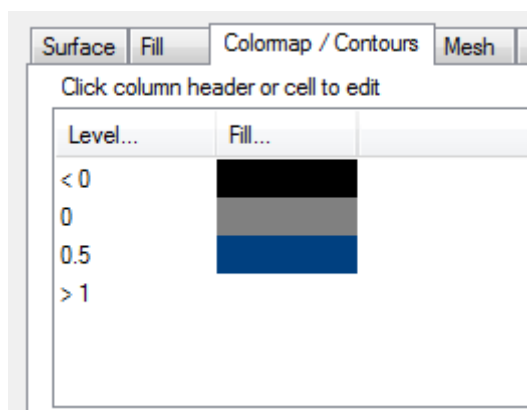 Surface Fill Colormap / Contours Mesh
Click column header or cell to edit
Level... Fill...
< 0
0
0.5
> 1